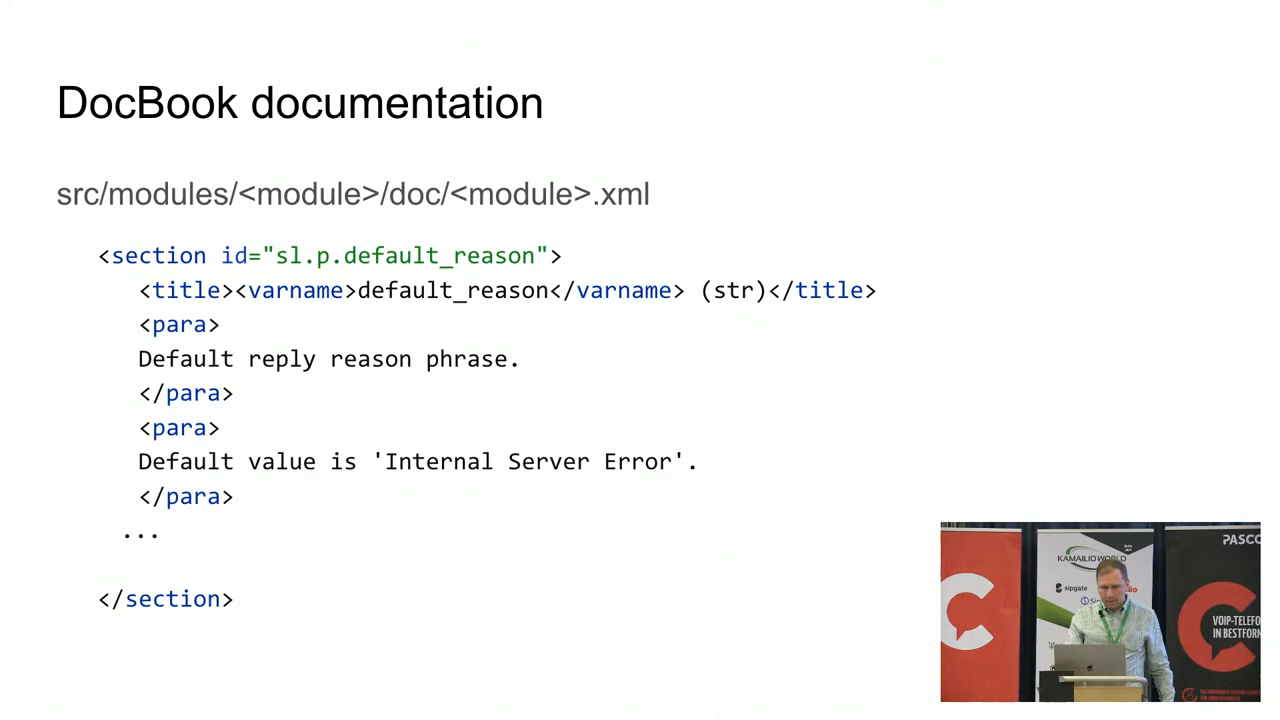 DocBook documentation
src/modules/<module>/doc/<module>.xml
<section id="sl.p.default_reason">
<title><varname>default_reason</varname> (str)</title>
<para>
Default reply reason phrase.
</para>
<para>
Default value is 'Internal Server Error'.
</para>
...
</section>
KAMAILIO WORLD
sipgate
PASCO
VOIP-TELEFO
IN BESTFORM